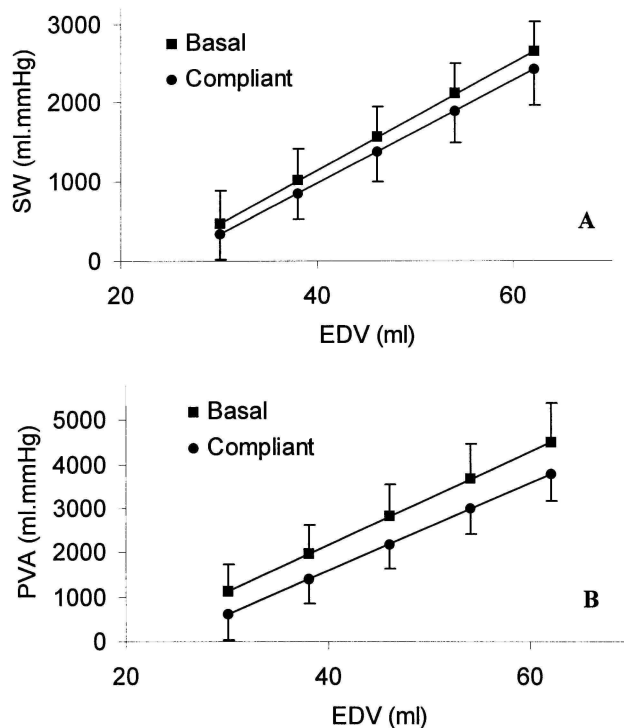 Basal
Compliant
3000
2000
1000
0
SW (ml.mmHg)
20 40 60
EDV (ml)
A
Basal
Compliant
5000
4000
3000
2000
1000
0
PVA (ml.mmHg)
20 40 60
EDV (ml)
B